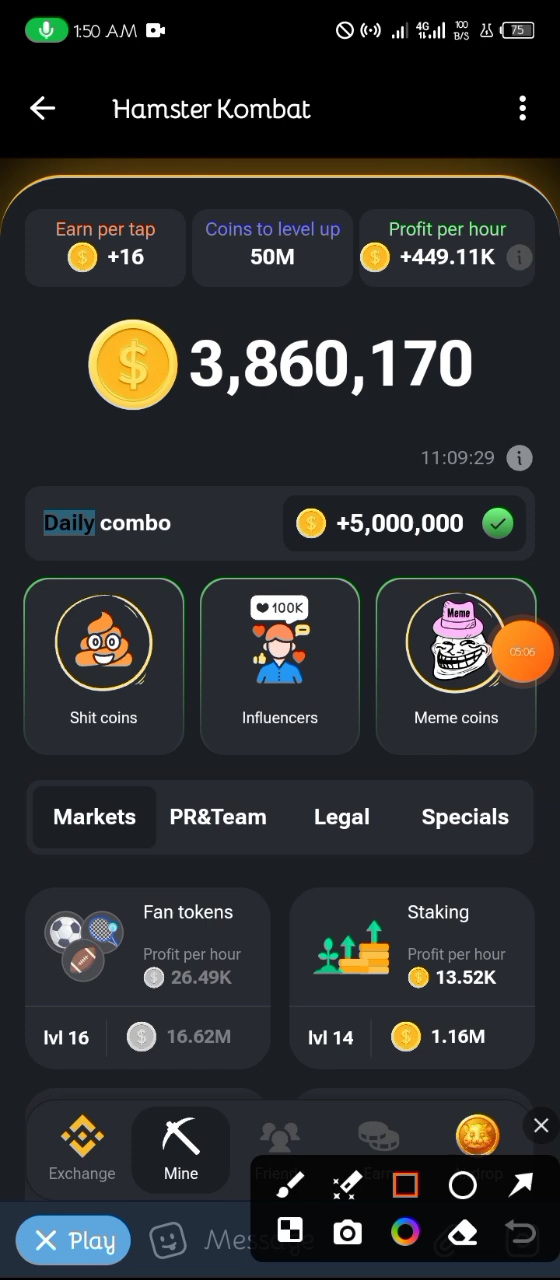 1:50 AM 4G 100 B/S 75
Hamster Kombat
Earn per tap
+16
Coins to level up
50M
Profit per hour
+449.11K
3,860,170
11:09:29
Daily combo
+5,000,000
100K
Shit coins
Influencers
Meme
Meme coins
05:06
Markets PR&Team Legal Specials
Fan tokens
Profit per hour
26.49K
lvl 16 16.62M
Staking
Profit per hour
13.52K
lvl 14 1.16M
Exchange
Mine
Play